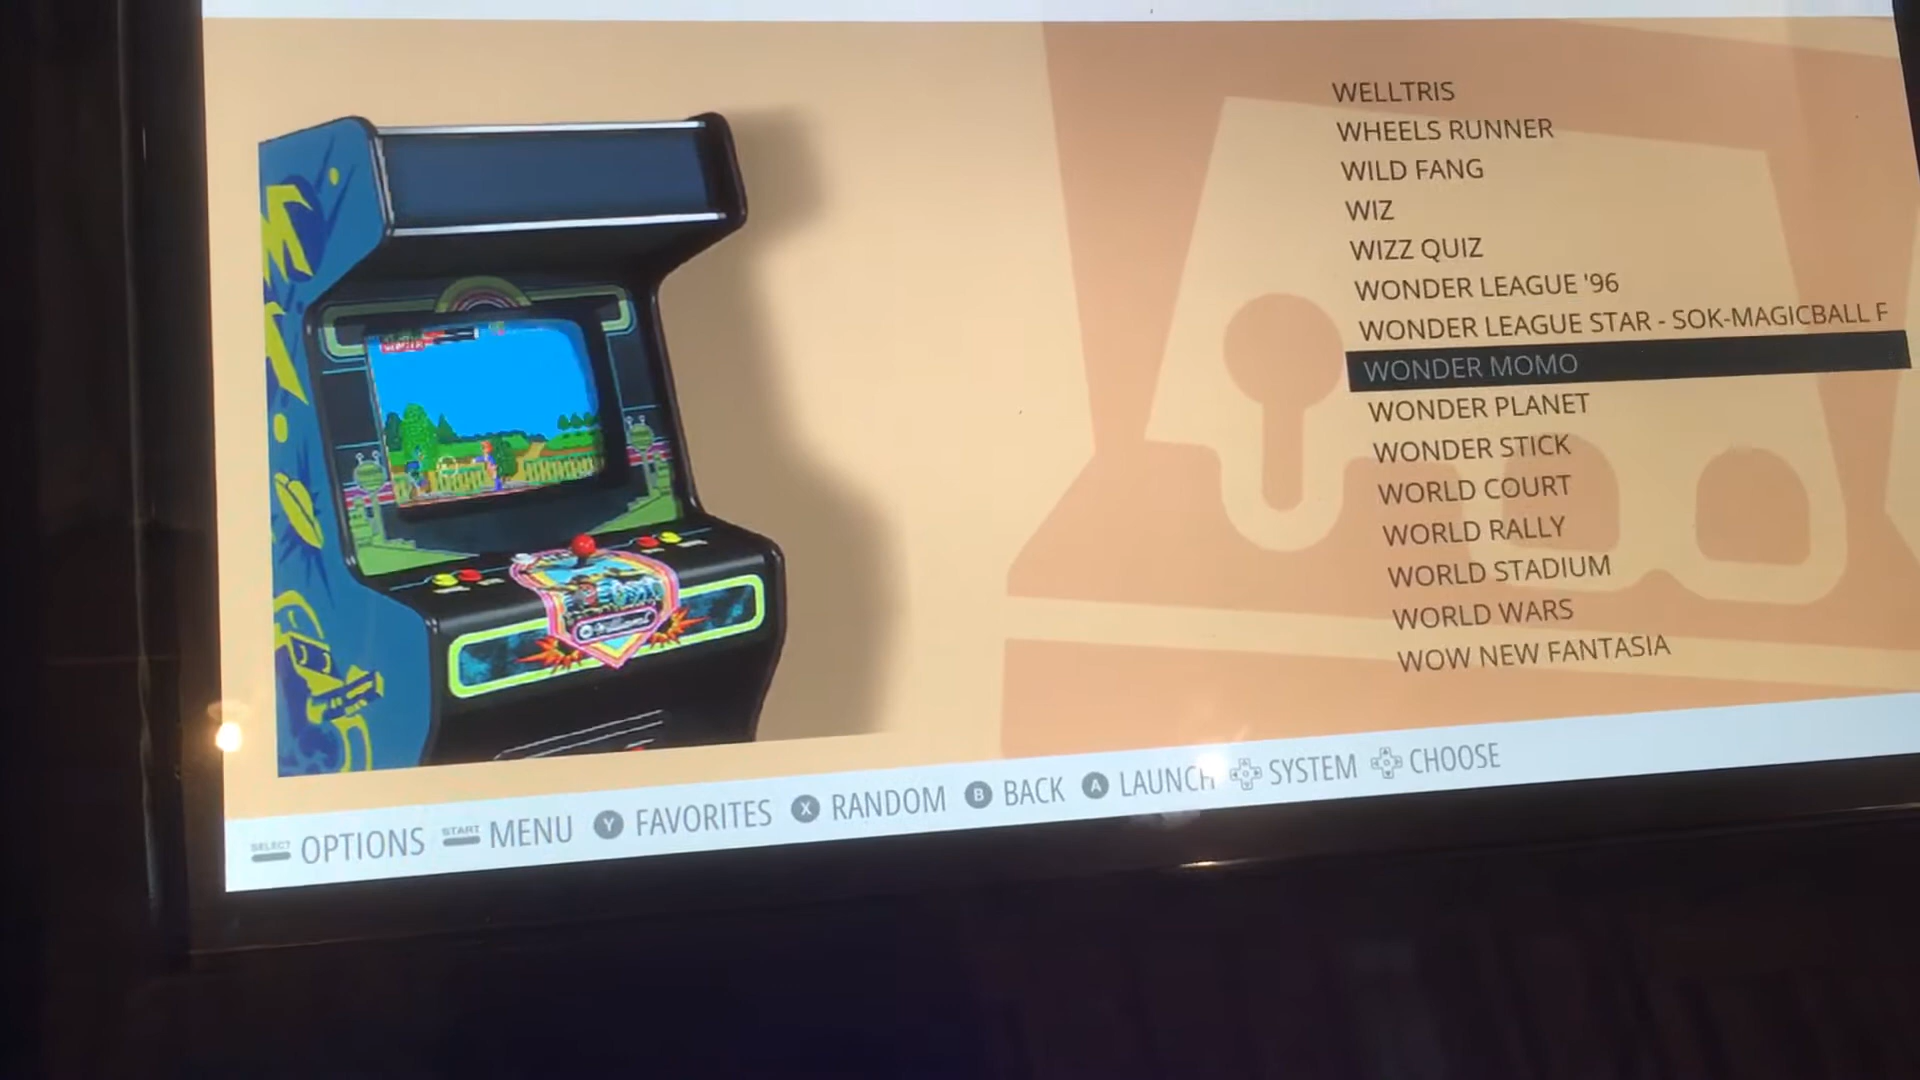 WELLTRIS
WHEELS RUNNER
WILD FANG
WIZ
WIZZ QUIZ
WONDER LEAGUE '96
WONDER LEAGUE STAR - SOK-MAGICBALL F
WONDER MOMO
WONDER PLANET
WONDER STICK
WORLD COURT
WORLD RALLY
WORLD STADIUM
WORLD WARS
WOW NEW FANTASIA
Williams
SELECT OPTIONS START MENU Y FAVORITES X RANDOM B BACK A LAUNCH SYSTEM CHOOSE